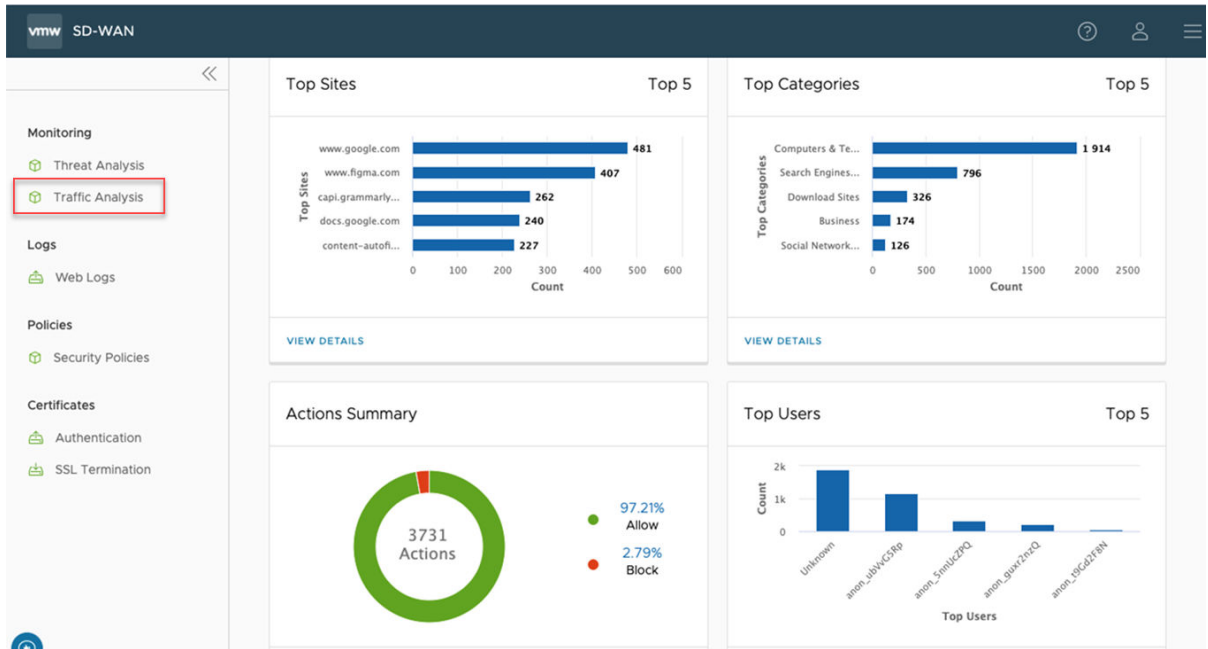 vmw SD-WAN
Monitoring
Threat Analysis
Traffic Analysis
Logs
Web Logs
Policies
Security Policies
Certificates
Authentication
SSL Termination
Top Sites Top 5
Top Sites
www.google.com 481
www.figma.com 407
capi.grammarly... 262
docs.google.com 240
content-autofi... 227
0 100 200 300 400 500 600
Count
VIEW DETAILS
Top Categories Top 5
Top Categories
Computers & Te... 1 914
Search Engines... 796
Download Sites 326
Business 174
Social Network... 126
0 500 1000 1500 2000 2500
Count
VIEW DETAILS
Actions Summary
3731
Actions
97.21%
Allow
2.79%
Block
Top Users Top 5
Count
2k
1k
0
Unknown
anon_ubVvG5Rp
anon_5nnUcZPQ
anon_guxr2nzQ
anon_t9Gd2F8N
Top Users